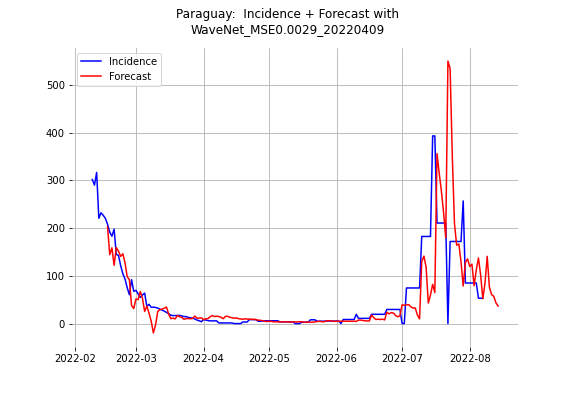 Paraguay:  Incidence + Forecast with
WaveNet_MSE0.0029_20220409
Incidence
Forecast
500
400
300
200
100
0
2022-02 2022-03 2022-04 2022-05 2022-06 2022-07 2022-08